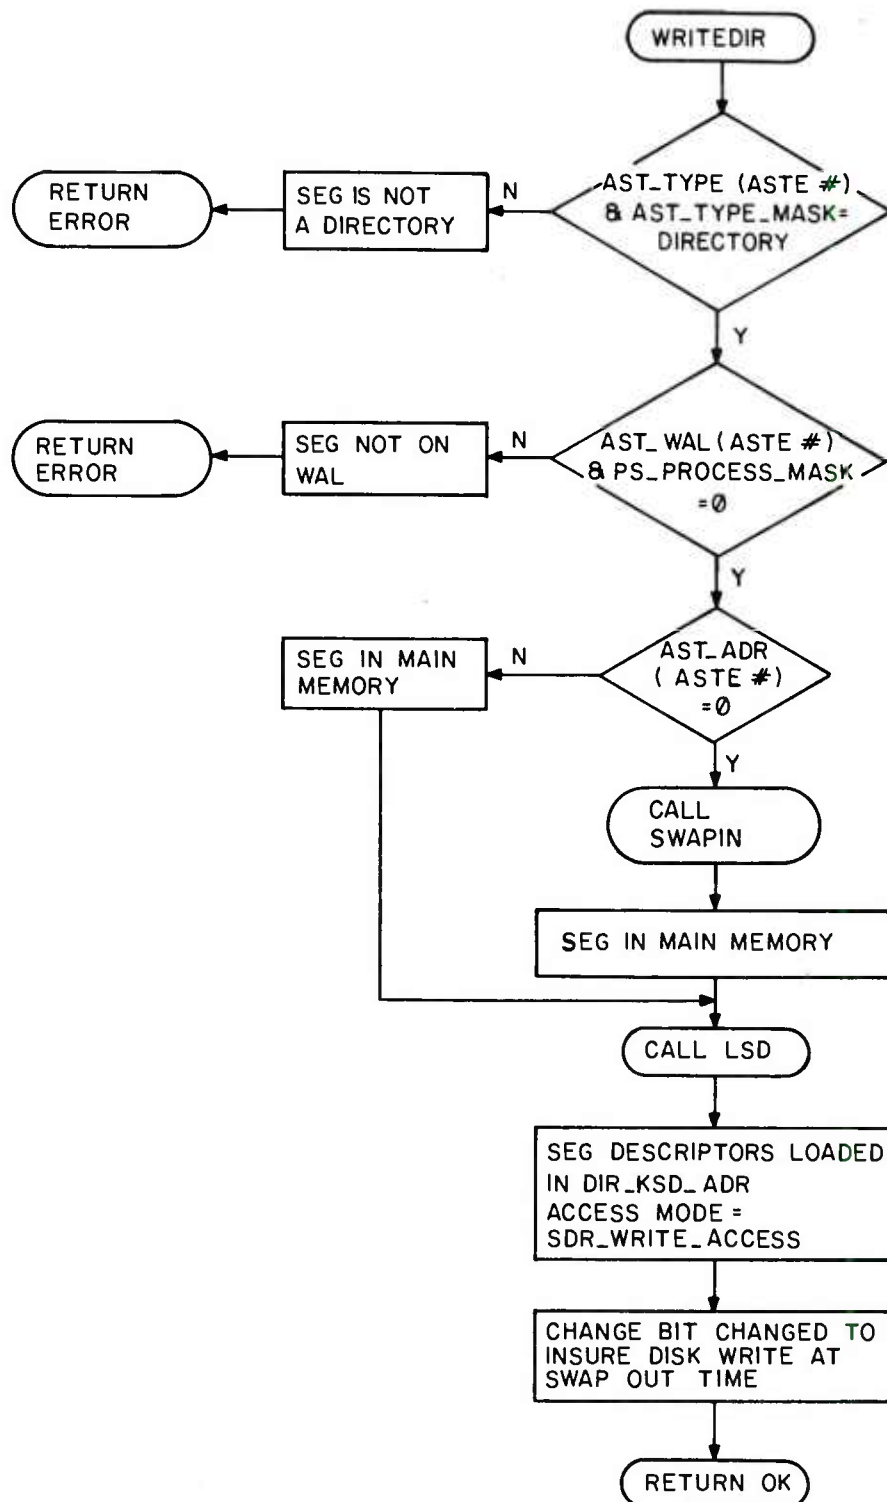 WRITEDIR
AST_TYPE (ASTE #)
& AST_TYPE_MASK=
DIRECTORY
N
SEG IS NOT
A DIRECTORY
RETURN
ERROR
Y
AST_WAL (ASTE #)
& PS_PROCESS_MASK
=Ø
N
SEG NOT ON
WAL
RETURN
ERROR
Y
AST_ADR
( ASTE #)
=Ø
N
SEG IN MAIN
MEMORY
Y
CALL
SWAPIN
SEG IN MAIN MEMORY
CALL LSD
SEG DESCRIPTORS LOADED
IN DIR_KSD_ADR
ACCESS MODE =
SDR_WRITE_ACCESS
CHANGE BIT CHANGED TO
INSURE DISK WRITE AT
SWAP OUT TIME
RETURN OK